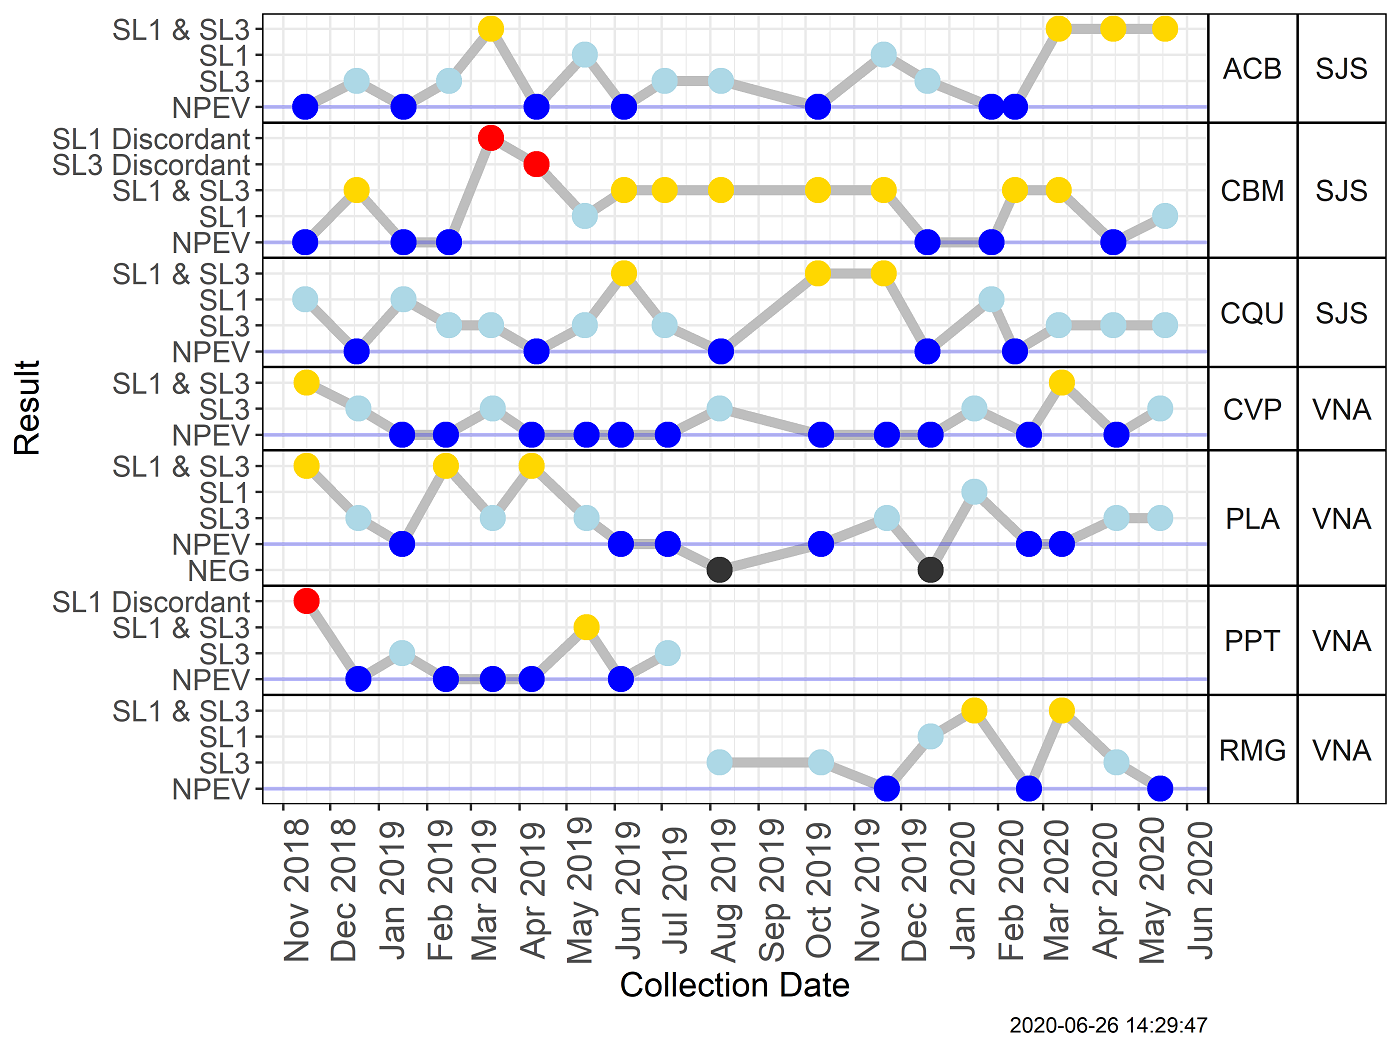 SL1 & SL3
SL1
SL3
NPEV
ACB
SJS
SL1 Discordant
SL3 Discordant
SL1 & SL3
SL1
NPEV
CBM
SJS
SL1 & SL3
SL1
SL3
NPEV
CQU
SJS
SL1 & SL3
SL3
NPEV
CVP
VNA
SL1 & SL3
SL1
SL3
NPEV
NEG
PLA
VNA
SL1 Discordant
SL1 & SL3
SL3
NPEV
PPT
VNA
SL1 & SL3
SL1
SL3
NPEV
RMG
VNA
Result
Nov 2018
Dec 2018
Jan 2019
Feb 2019
Mar 2019
Apr 2019
May 2019
Jun 2019
Jul 2019
Aug 2019
Sep 2019
Oct 2019
Nov 2019
Dec 2019
Jan 2020
Feb 2020
Mar 2020
Apr 2020
May 2020
Jun 2020
Collection Date
2020-06-26 14:29:47